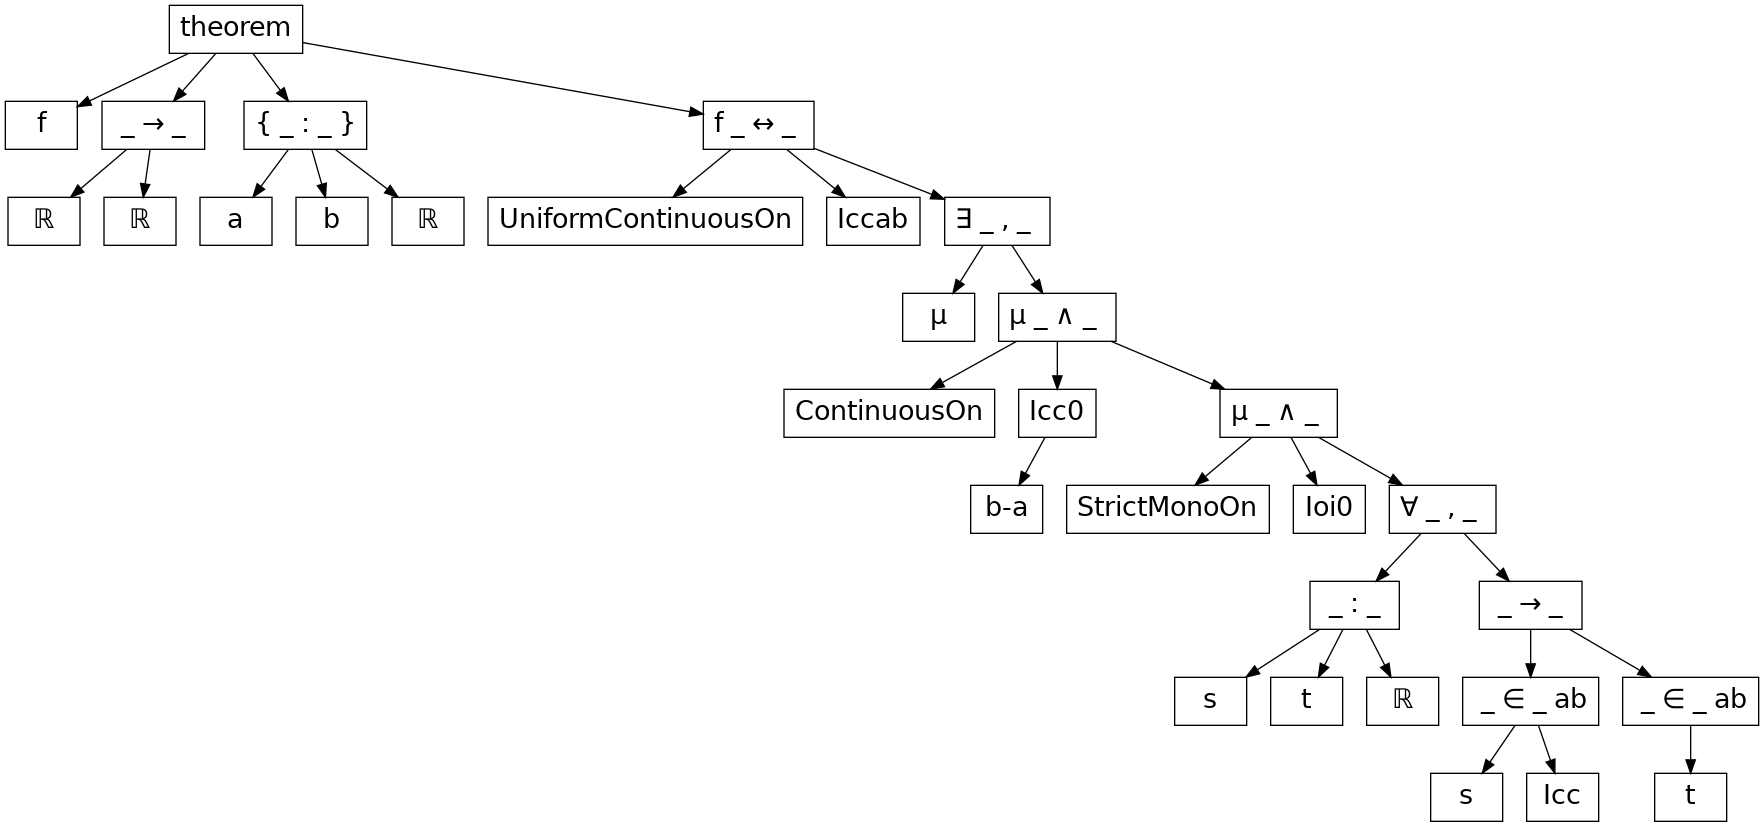 theorem
f
_ → _
{ _ : _ }
f _ ↔ _
ℝ
ℝ
a
b
ℝ
UniformContinuousOn
Iccab
∃ _ , _
μ
μ _ ∧ _
ContinuousOn
Icc0
μ _ ∧ _
b-a
StrictMonoOn
Ioi0
∀ _ , _
_ : _
_ → _
s
t
ℝ
_ ∈ _ ab
_ ∈ _ ab
s
Icc
t